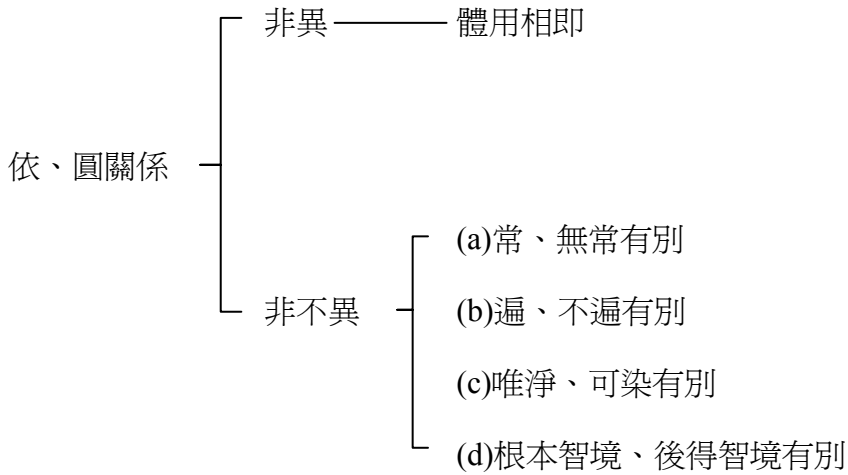 非異
體用相即
依、圓關係
非不異
(a)常、無常有別
(b)遍、不遍有別
(c)唯淨、可染有別
(d)根本智境、後得智境有別